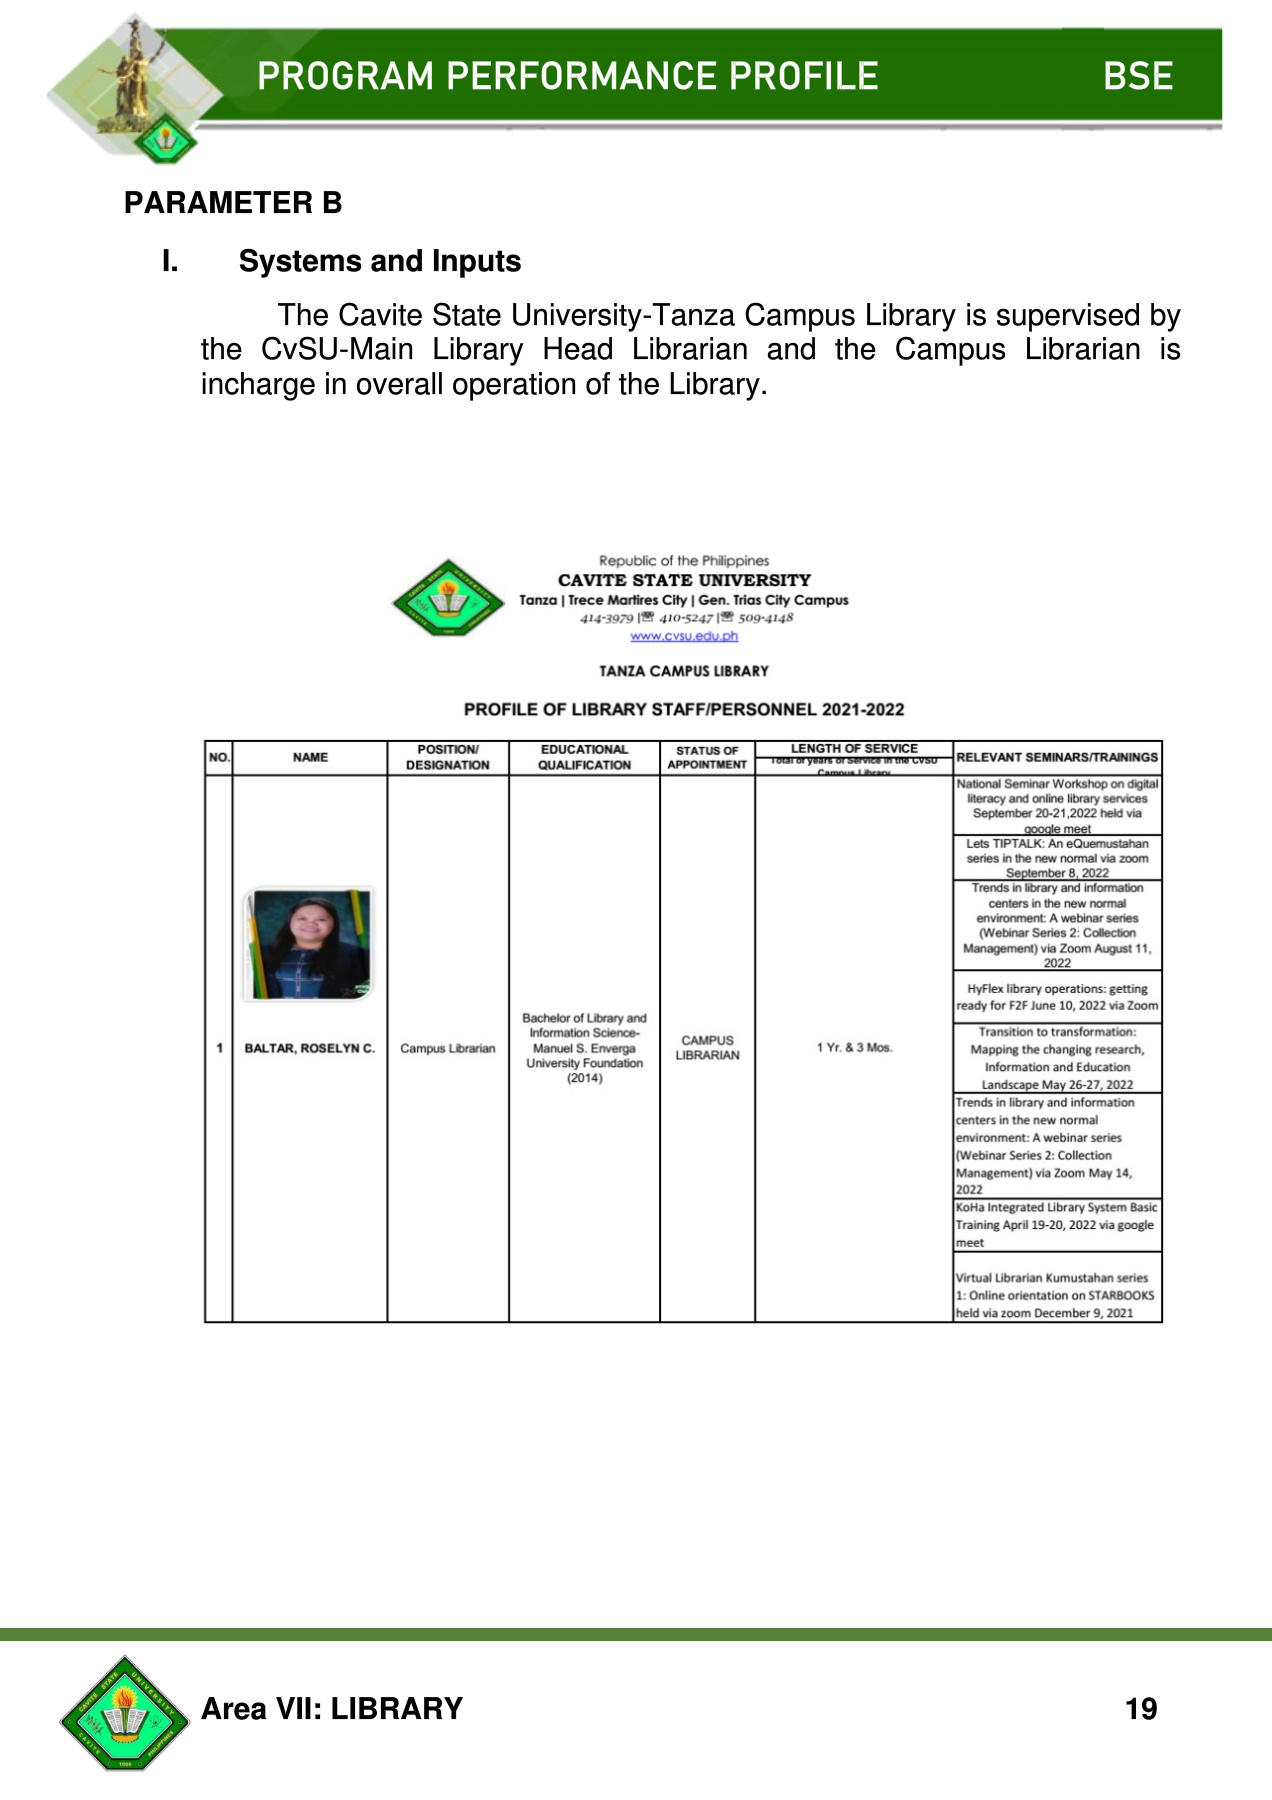 PROGRAM PERFORMANCE PROFILE BSE
PARAMETER B
I. Systems and Inputs
The Cavite State University-Tanza Campus Library is supervised by
the CvSU-Main Library Head Librarian and the Campus Librarian is
incharge in overall operation of the Library.
Republic of the Philippines
CAVITE STATE UNIVERSITY
Tanza | Trece Martires City | Gen. Trias City Campus
414-3979 |☏ 410-5247 |☏ 509-4148
www.cvsu.edu.ph
TANZA CAMPUS LIBRARY
PROFILE OF LIBRARY STAFF/PERSONNEL 2021-2022
NO.
NAME
POSITION/
DESIGNATION
EDUCATIONAL
QUALIFICATION
STATUS OF
APPOINTMENT
LENGTH OF SERVICE
Total of years of Service in the CVSU
Campus Library
RELEVANT SEMINARS/TRAININGS
1
BALTAR, ROSELYN C.
Campus Librarian
Bachelor of Library and
Information Science-
Manuel S. Enverga
University Foundation
(2014)
CAMPUS
LIBRARIAN
1 Yr. & 3 Mos.
National Seminar Workshop on digital
literacy and online library services
September 20-21,2022 held via
google meet
Lets TIPTALK: An eQuemustahan
series in the new normal via zoom
September 8, 2022
Trends in library and information
centers in the new normal
environment: A webinar series
(Webinar Series 2: Collection
Management) via Zoom August 11,
2022
HyFlex library operations: getting
ready for F2F June 10, 2022 via Zoom
Transition to transformation:
Mapping the changing research,
Information and Education
Landscape May 26-27, 2022
Trends in library and information
centers in the new normal
environment: A webinar series
(Webinar Series 2: Collection
Management) via Zoom May 14,
2022
KoHa Integrated Library System Basic
Training April 19-20, 2022 via google
meet
Virtual Librarian Kumustahan series
1: Online orientation on STARBOOKS
held via zoom December 9, 2021
Area VII: LIBRARY 19